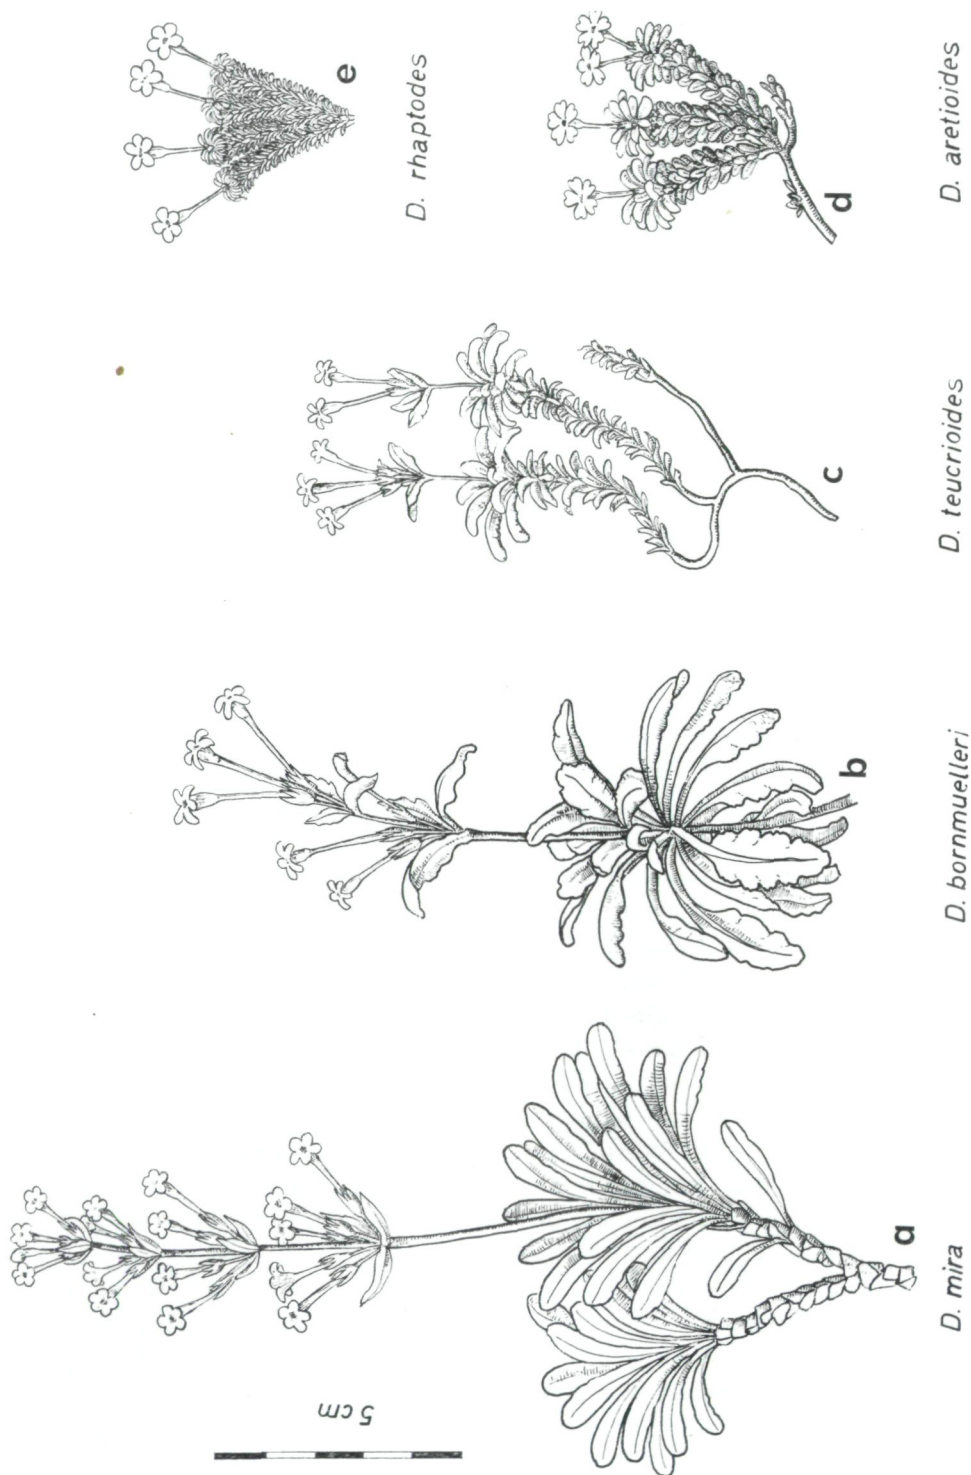 5 cm
a
b
c
d
e
D. mira
D. bornmuelleri
D. teucrioides
D. aretioides
D. rhaptodes